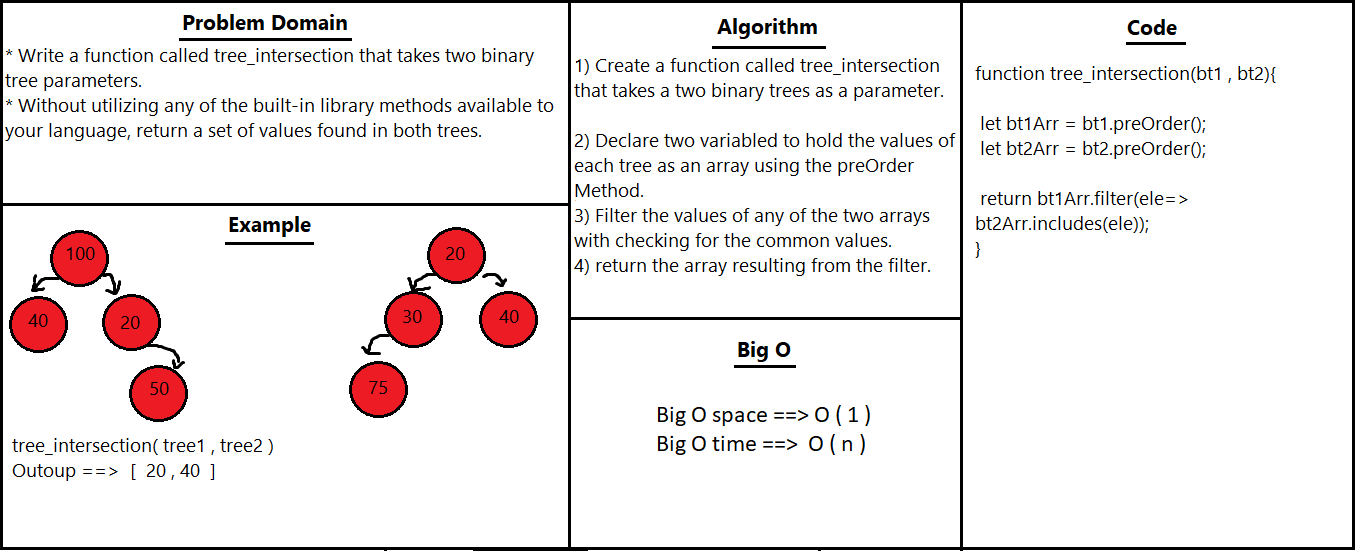 Problem Domain
* Write a function called tree_intersection that takes two binary
tree parameters.
* Without utilizing any of the built-in library methods available to
your language, return a set of values found in both trees.
Example
100
40
20
50
20
30
40
75
tree_intersection( tree1 , tree2 )
Outoup ==> [ 20 , 40 ]
Algorithm
1) Create a function called tree_intersection
that takes a two binary trees as a parameter.
2) Declare two variabled to hold the values of
each tree as an array using the preOrder
Method.
3) Filter the values of any of the two arrays
with checking for the common values.
4) return the array resulting from the filter.
Big O
Big O space ==> O ( 1 )
Big O time ==> O ( n )
Code
function tree_intersection(bt1 , bt2){
let bt1Arr = bt1.preOrder();
let bt2Arr = bt2.preOrder();
return bt1Arr.filter(ele=>
bt2Arr.includes(ele));
}